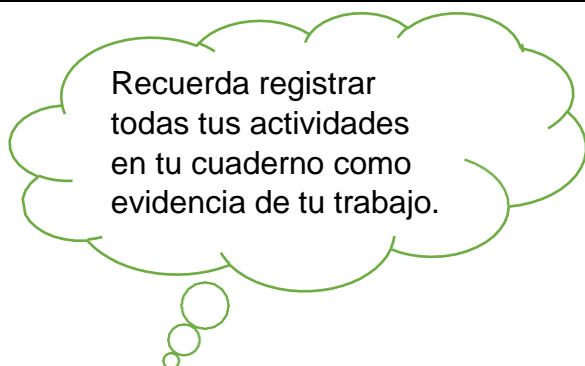 Recuerda registrar
todas tus actividades
en tu cuaderno como
evidencia de tu trabajo.